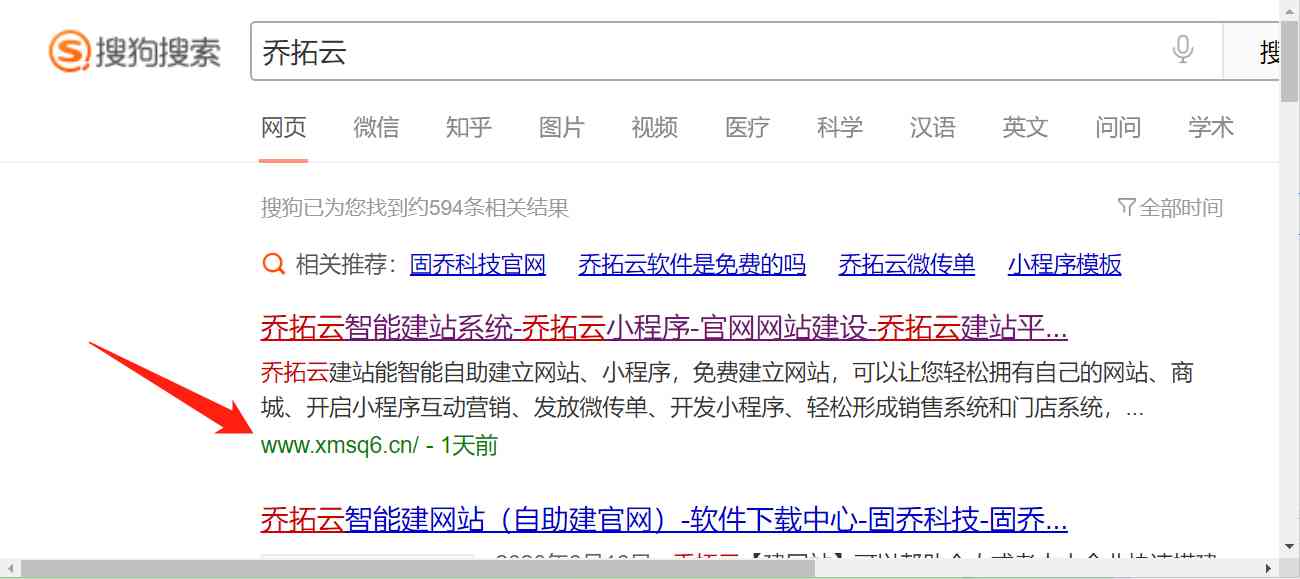 搜狗搜索 乔拓云 搜
网页 微信 知乎 图片 视频 医疗 科学 汉语 英文 问问 学术
搜狗已为您找到约594条相关结果 全部时间
相关推荐： 固乔科技官网 乔拓云软件是免费的吗 乔拓云微传单 小程序模板
乔拓云智能建站系统-乔拓云小程序-官网网站建设-乔拓云建站平...
乔拓云建站能智能自助建立网站、小程序，免费建立网站，可以让您轻松拥有自己的网站、商
城、开启小程序互动营销、发放微传单、开发小程序、轻松形成销售系统和门店系统，...
www.xmsq6.cn/ - 1天前
乔拓云智能建网站（自助建官网）-软件下载中心-固乔科技-固乔...